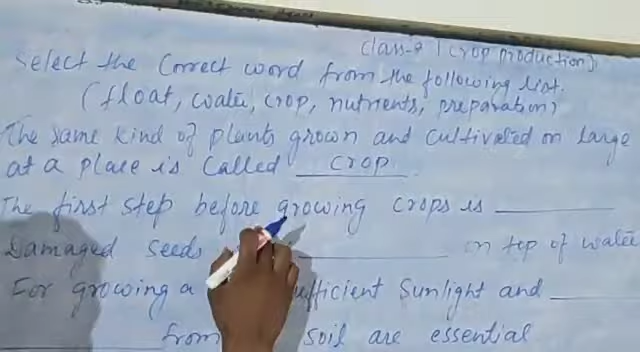 Class-8 (Crop production).
Select the Correct word from the following list.
(float, water, crop, nutrients, preparation)
The same kind of plants grown and cultivated on large
at a place is Called crop.
The first step before growing crops is
Damaged Seeds on top of water
For growing a sufficient Sunlight and
from soil are essential